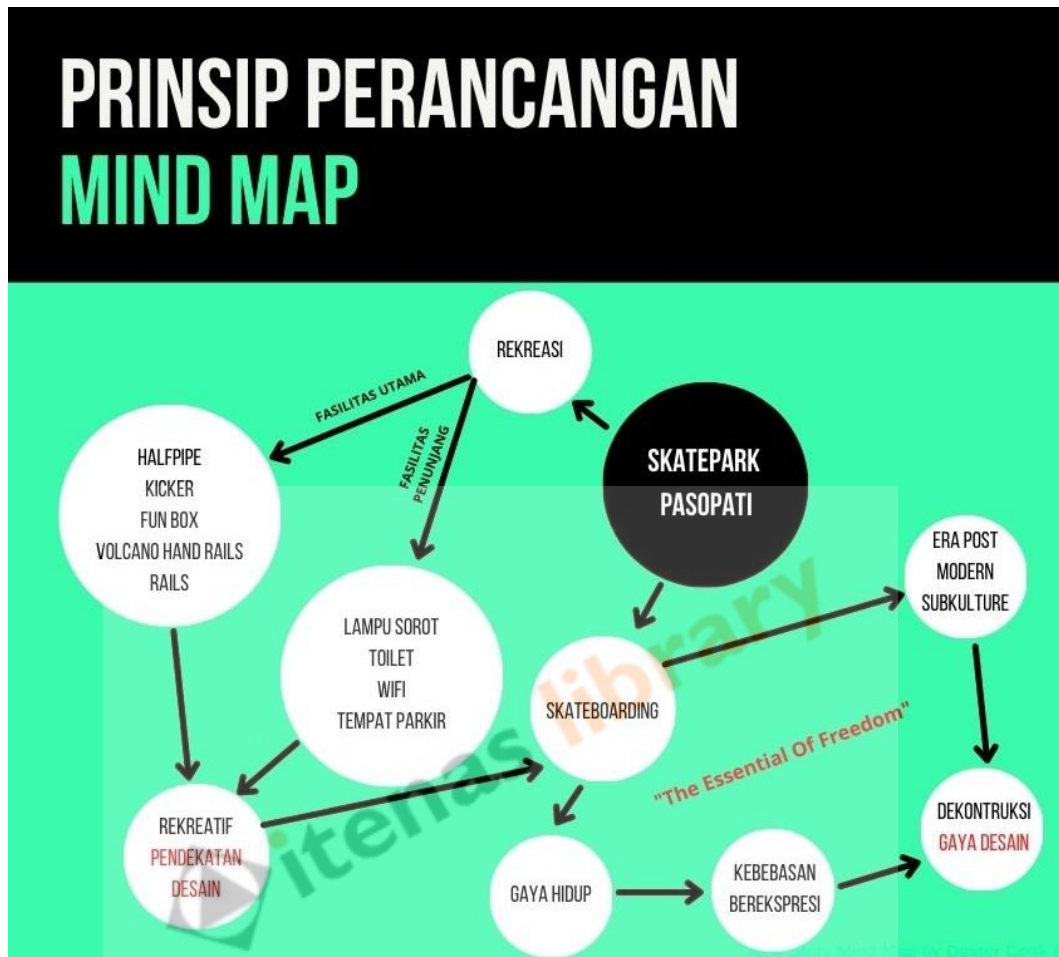 PRINSIP PERANCANGAN
MIND MAP
REKREASI
FASILITAS UTAMA
FASILITAS
PENUNJANG
SKATEPARK
PASOPATI
HALFPIPE
KICKER
FUN BOX
VOLCANO HAND RAILS
RAILS
ERA POST
MODERN
SUBKULTURE
LAMPU SOROT
TOILET
WIFI
TEMPAT PARKIR
SKATEBOARDING
"The Essential Of Freedom"
REKREATIF
PENDEKATAN
DESAIN
DEKONTRUKSI
GAYA DESAIN
GAYA HIDUP
KEBEBASAN
BEREKSPRESI
itenas library